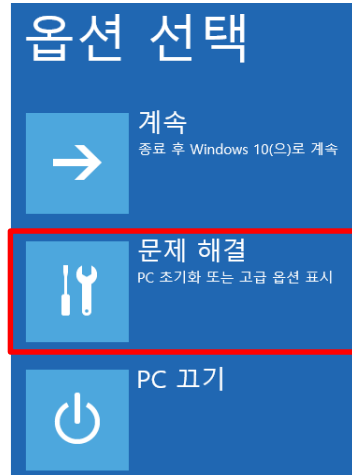 옵션 선택
계속
종료 후 Windows 10(으)로 계속
문제 해결
PC 초기화 또는 고급 옵션 표시
PC 끄기